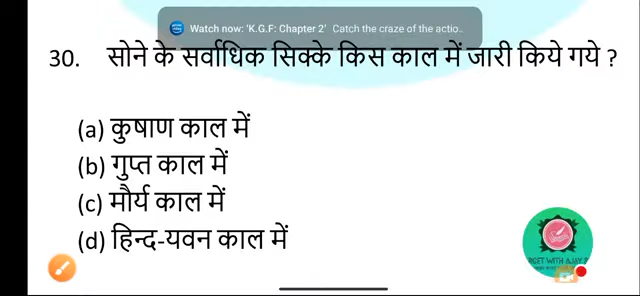 Watch now: 'K.G.F: Chapter 2' Catch the craze of the actio..
30. सोने के सर्वाधिक सिक्के किस काल में जारी किये गये ?
(a) कुषाण काल में
(b) गुप्त काल में
(c) मौर्य काल में
(d) हिन्द-यवन काल में